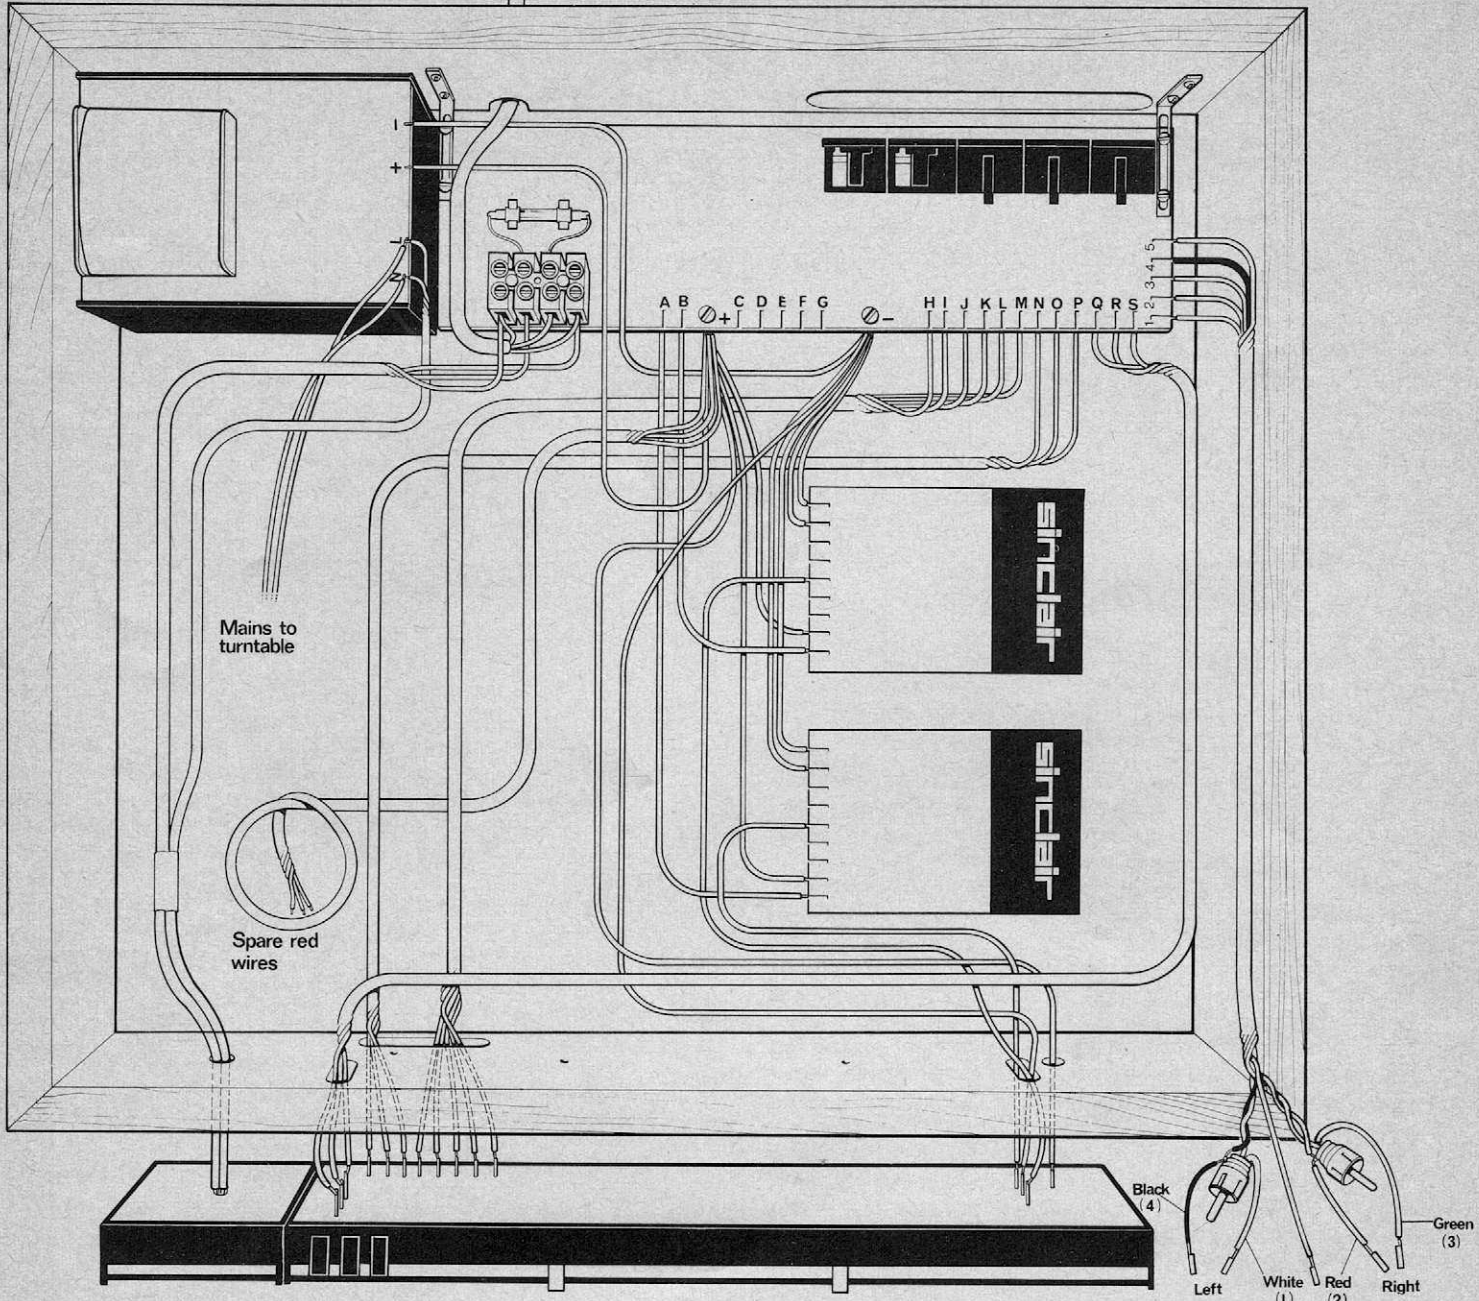 −
+
L
N
A B + C D E F G − H I J K L M N O P Q R S
5
4
3
2
1
sinclair
Mains to
turntable
sinclair
Spare red
wires
Black
(4)
Green
(3)
Left
White
(1)
Red
(2)
Right